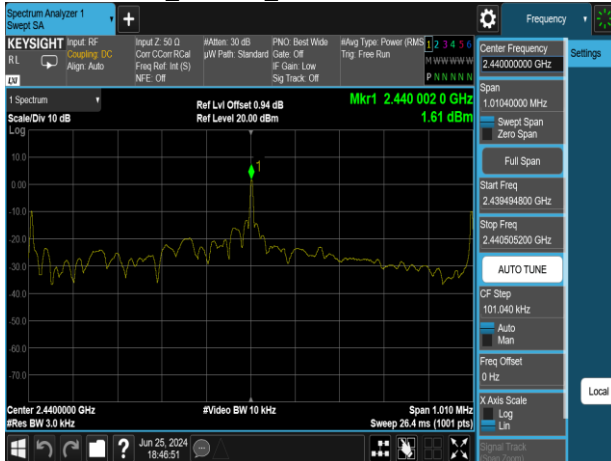 Spectrum Analyzer 1
Swept SA
Frequency
KEYSIGHT
RL
LXI
Input: RF
Coupling: DC
Align: Auto
Input Z: 50 Ω
Corr CCorr RCal
Freq Ref: Int (S)
NFE: Off
#Atten: 30 dB
µW Path: Standard
PNO: Best Wide
Gate: Off
IF Gain: Low
Sig Track: Off
#Avg Type: Power (RMS
Trig: Free Run
1 2 3 4 5 6
M W W W W W
P N N N N N
1 Spectrum
Scale/Div 10 dB
Ref Lvl Offset 0.94 dB
Ref Level 20.00 dBm
Mkr1 2.440 002 0 GHz
1.61 dBm
Log
10.0
0.00
-10.0
-20.0
-30.0
-40.0
-50.0
-60.0
-70.0
1
Center 2.4400000 GHz
#Res BW 3.0 kHz
#Video BW 10 kHz
Span 1.010 MHz
Sweep 26.4 ms (1001 pts)
Jun 25, 2024
18:46:51
Center Frequency
2.440000000 GHz
Settings
Span
1.01040000 MHz
Swept Span
Zero Span
Full Span
Start Freq
2.439494800 GHz
Stop Freq
2.440505200 GHz
AUTO TUNE
CF Step
101.040 kHz
Auto
Man
Freq Offset
0 Hz
X Axis Scale
Log
Lin
Local
Signal Track
(Span Zoom)